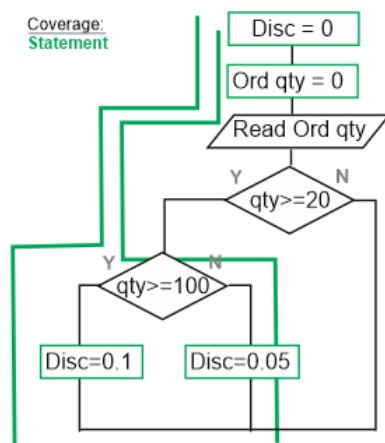 Coverage:
Statement
Disc = 0
Ord qty = 0
Read Ord qty
Y
N
qty>=20
Y
N
qty>=100
Disc=0.1
Disc=0.05